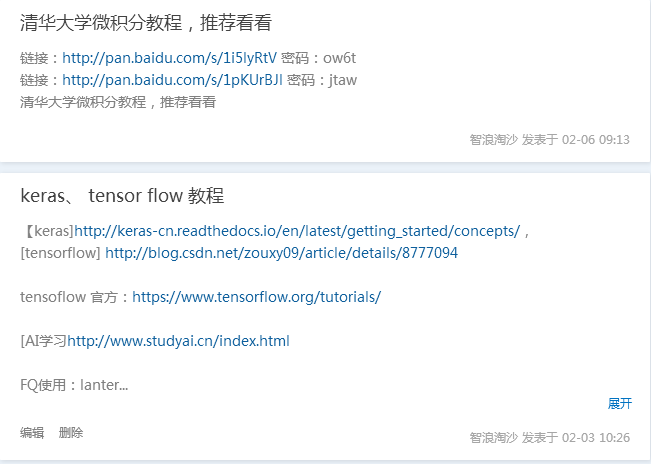 清华大学微积分教程，推荐看看
链接：http://pan.baidu.com/s/1i5lyRtV 密码：ow6t
链接：http://pan.baidu.com/s/1pKUrBJl 密码：jtaw
清华大学微积分教程，推荐看看
智浪淘沙 发表于 02-06 09:13
keras、 tensor flow 教程
【keras]http://keras-cn.readthedocs.io/en/latest/getting_started/concepts/，
[tensorflow] http://blog.csdn.net/zouxy09/article/details/8777094
tensoflow 官方：https://www.tensorflow.org/tutorials/
[AI学习http://www.studyai.cn/index.html
FQ使用：lanter...
展开
编辑 删除
智浪淘沙 发表于 02-03 10:26